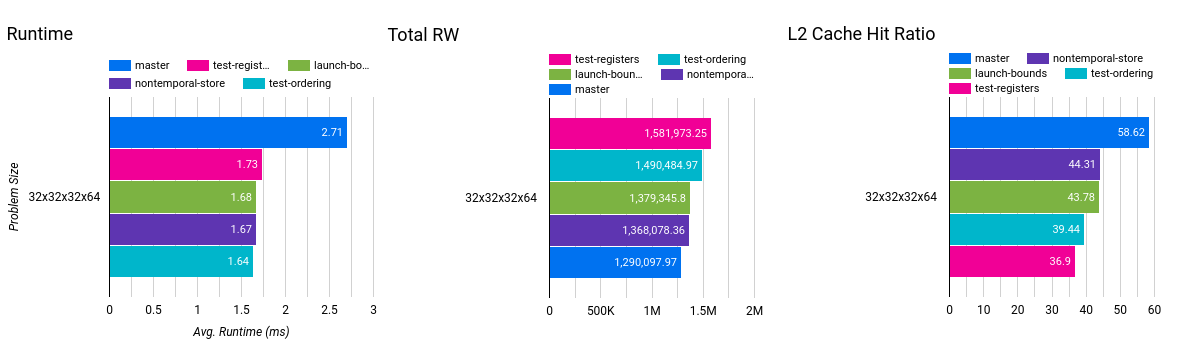 Runtime
master test-regist... launch-bo...
nontemporal-store test-ordering
Problem Size
32x32x32x64
2.71
1.73
1.68
1.67
1.64
0 0.5 1 1.5 2 2.5 3
Avg. Runtime (ms)
Total RW
test-registers test-ordering
launch-boun... nontempora...
master
32x32x32x64
1,581,973.25
1,490,484.97
1,379,345.8
1,368,078.36
1,290,097.97
0 500K 1M 1.5M 2M
L2 Cache Hit Ratio
master nontemporal-store
launch-bounds test-ordering
test-registers
32x32x32x64
58.62
44.31
43.78
39.44
36.9
0 10 20 30 40 50 60